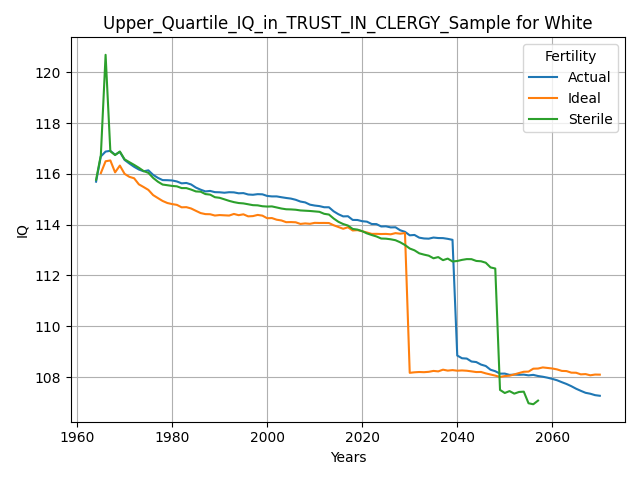 Upper_Quartile_IQ_in_TRUST_IN_CLERGY_Sample for White
Fertility
Actual
Ideal
Sterile
IQ
120
118
116
114
112
110
108
1960
1980
2000
2020
2040
2060
Years